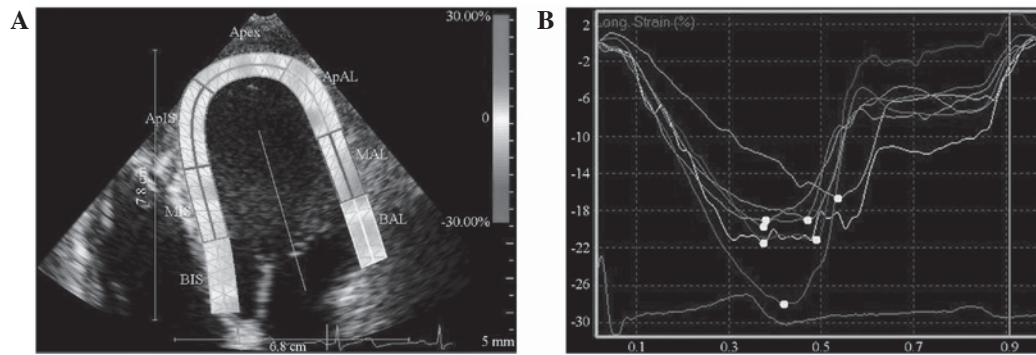 A
30.00%
Apex
ApAL
ApIS
0
MAL
7.8 cm
MIS
-30.00%
BAL
BIS
6.8 cm
5 mm
B
Long. Strain (%)
2
-2
-6
-10
-14
-18
-22
-26
-30
0.1
0.3
0.5
0.7
0.9